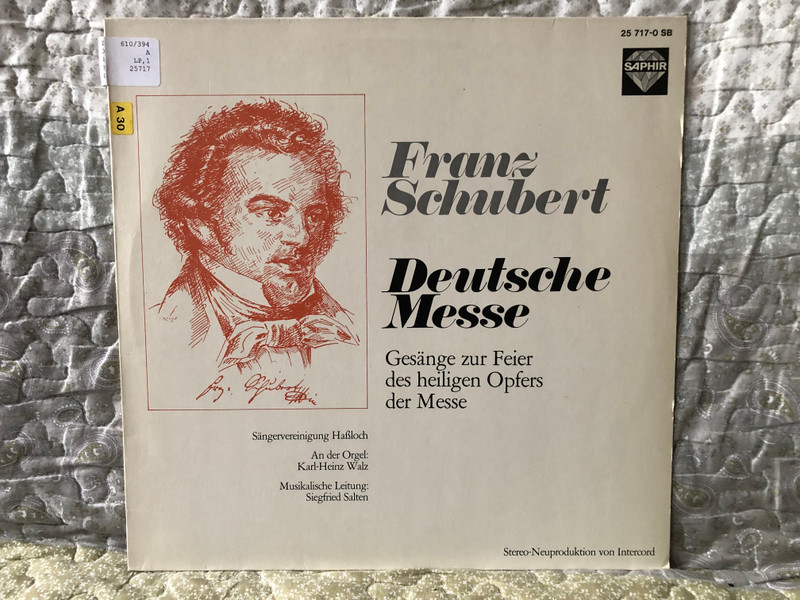 610/394
A
LP,1
25717
A 30
25 717-0 SB
SAPHIR
Franz
Schubert
Deutsche
Messe
Gesänge zur Feier
des heiligen Opfers
der Messe
Schubert
Sängervereinigung Haßloch
An der Orgel:
Karl-Heinz Walz
Musikalische Leitung:
Siegfried Salten
Stereo-Neuproduktion von Intercord